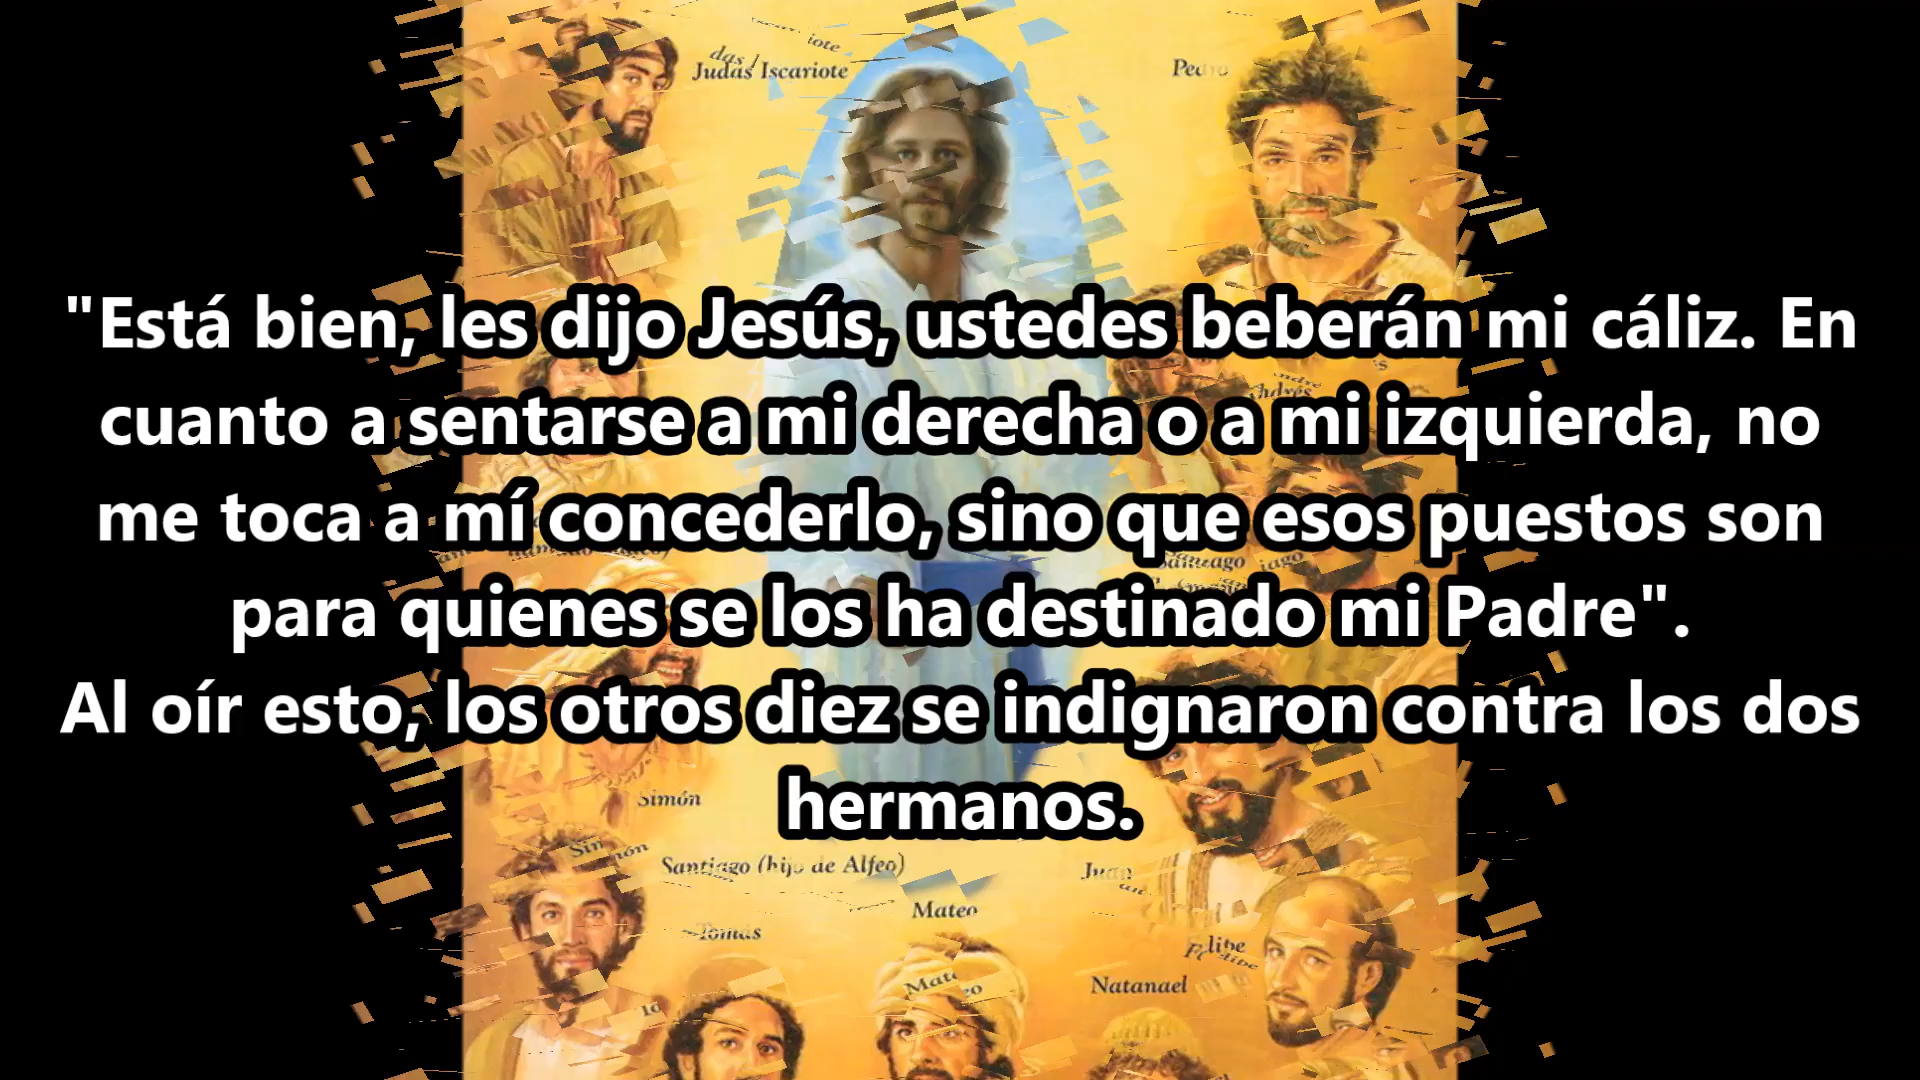 Judas Iscariote
"Está bien, les dijo Jesús, ustedes beberán mi cáliz. En
cuanto a sentarse a mi derecha o a mi izquierda, no
me toca a mí concederlo, sino que esos puestos son
para quienes se los ha destinado mi Padre".
Al oír esto, los otros diez se indignaron contra los dos
hermanos.
Simón
Santiago (hijo de Alfeo)
Mateo
Tomás
Natanael